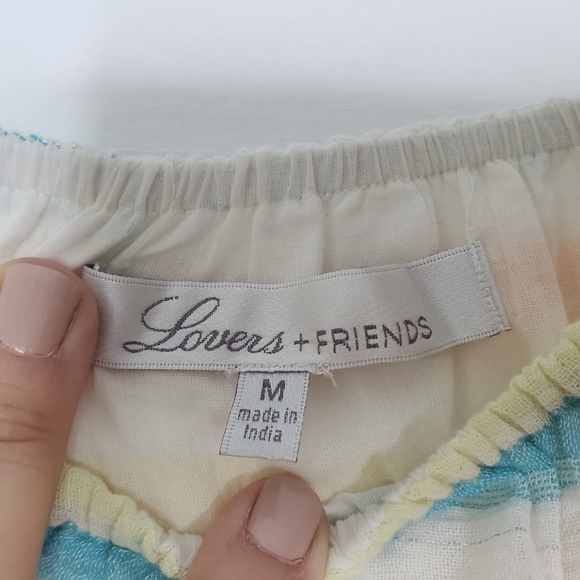 Lovers + FRIENDS
M
made in
India